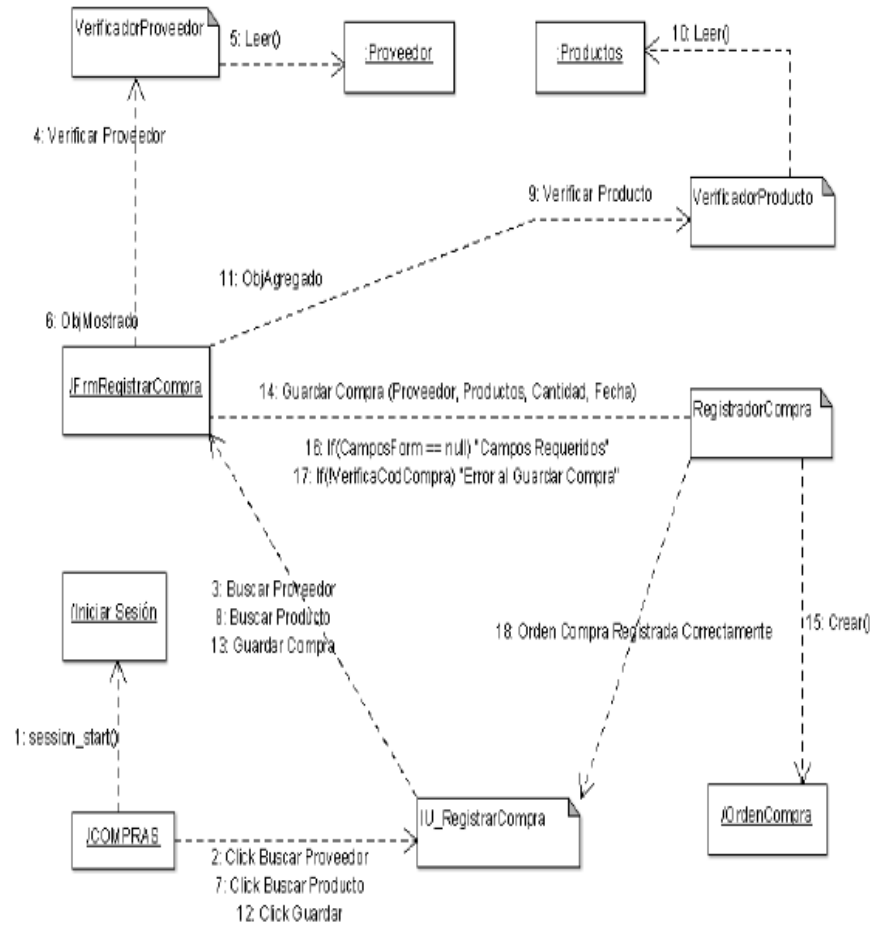 VerificadorProveedor
5: Leer()
:Proveedor
:Productos
10: Leer()
4: Verificar Proveedor
9: Verificar Producto
VerificadorProducto
11: ObjAgregado
6: ObjMostrado
/FrmRegistrarCompra
14: Guardar Compra (Proveedor, Productos, Cantidad, Fecha)
RegistradorCompra
16: If(CamposForm == null) "Campos Requeridos"
17: If(!VerificaCodCompra) "Error al Guardar Compra"
3: Buscar Proveedor
8: Buscar Producto
13: Guardar Compra
/Iniciar Sesión
18: Orden Compra Registrada Correctamente
15: Crear()
1: session_start()
/COMPRAS
IU_RegistrarCompra
/OrdenCompra
2: Click Buscar Proveedor
7: Click Buscar Producto
12: Click Guardar